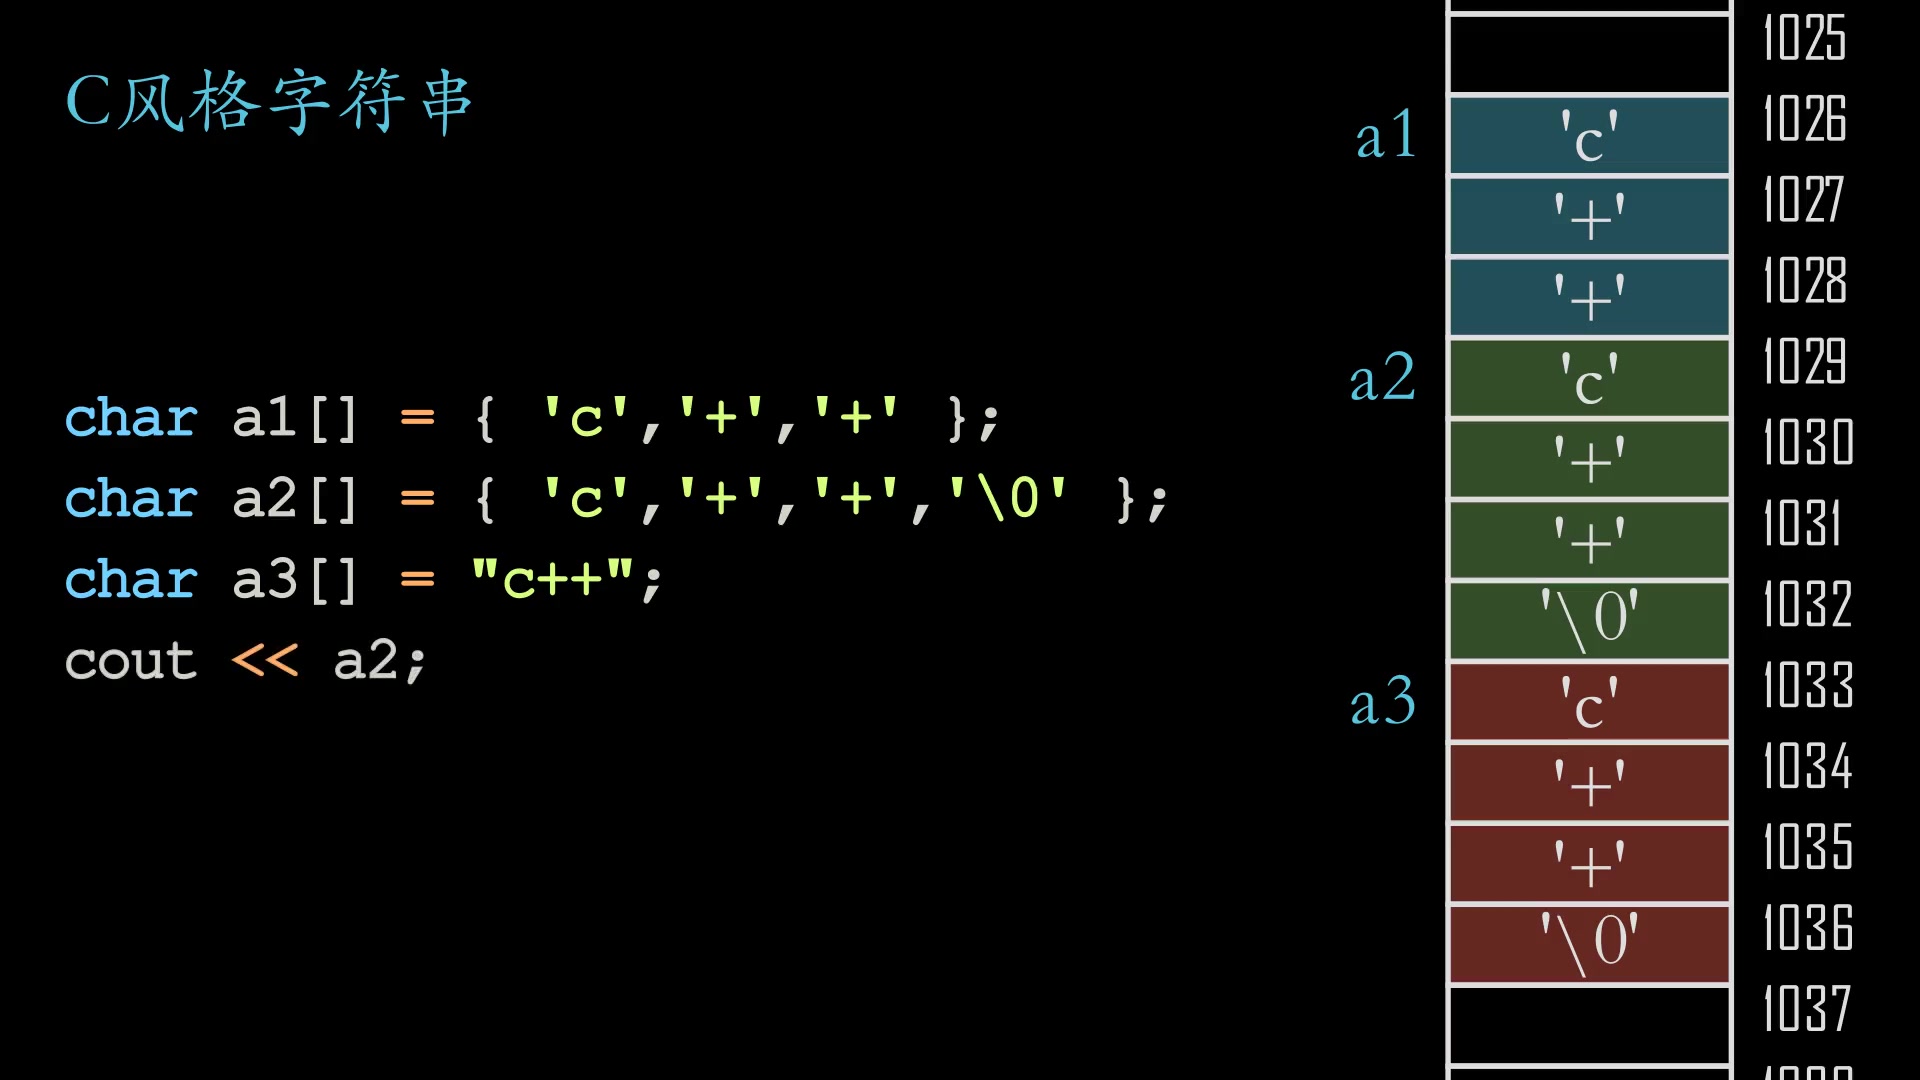 C风格字符串
char a1[] = { 'c','+','+' };
char a2[] = { 'c','+','+','\0' };
char a3[] = "c++";
cout << a2;
1025
a1 'c' 1026
'+' 1027
'+' 1028
a2 'c' 1029
'+' 1030
'+' 1031
'\0' 1032
a3 'c' 1033
'+' 1034
'+' 1035
'\0' 1036
1037